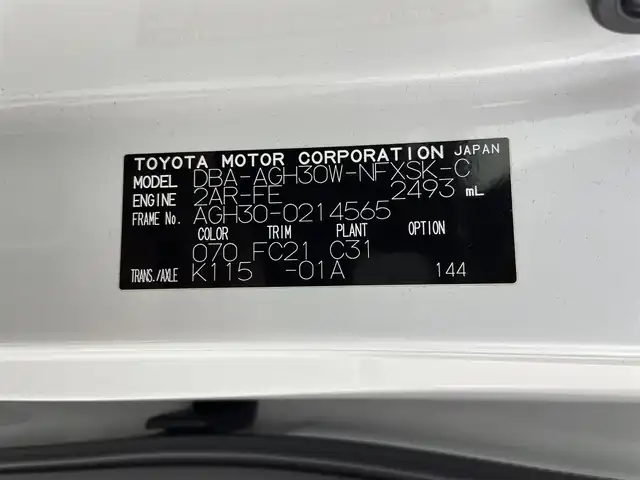 TOYOTA MOTOR CORPORATION JAPAN
MODEL DBA-AGH30W-NFXSK-C
ENGINE 2AR-FE 2493 mL
FRAME No. AGH30-0214565
COLOR TRIM PLANT OPTION
070 FC21 C31
TRANS./AXLE K115 -01A 144